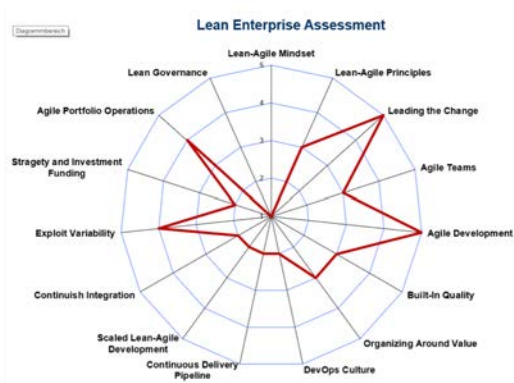 Lean Enterprise Assessment
Diagrammbereich
Lean-Agile Mindset
5
Lean Governance
Lean-Agile Principles
4
Agile Portfolio Operations
Leading the Change
3
Stragety and Investment
Funding
Agile Teams
2
1
Exploit Variability
Agile Development
Continuish Integration
Built-In Quality
Scaled Lean-Agile
Development
Organizing Around Value
Continuous Delivery
Pipeline
DevOps Culture